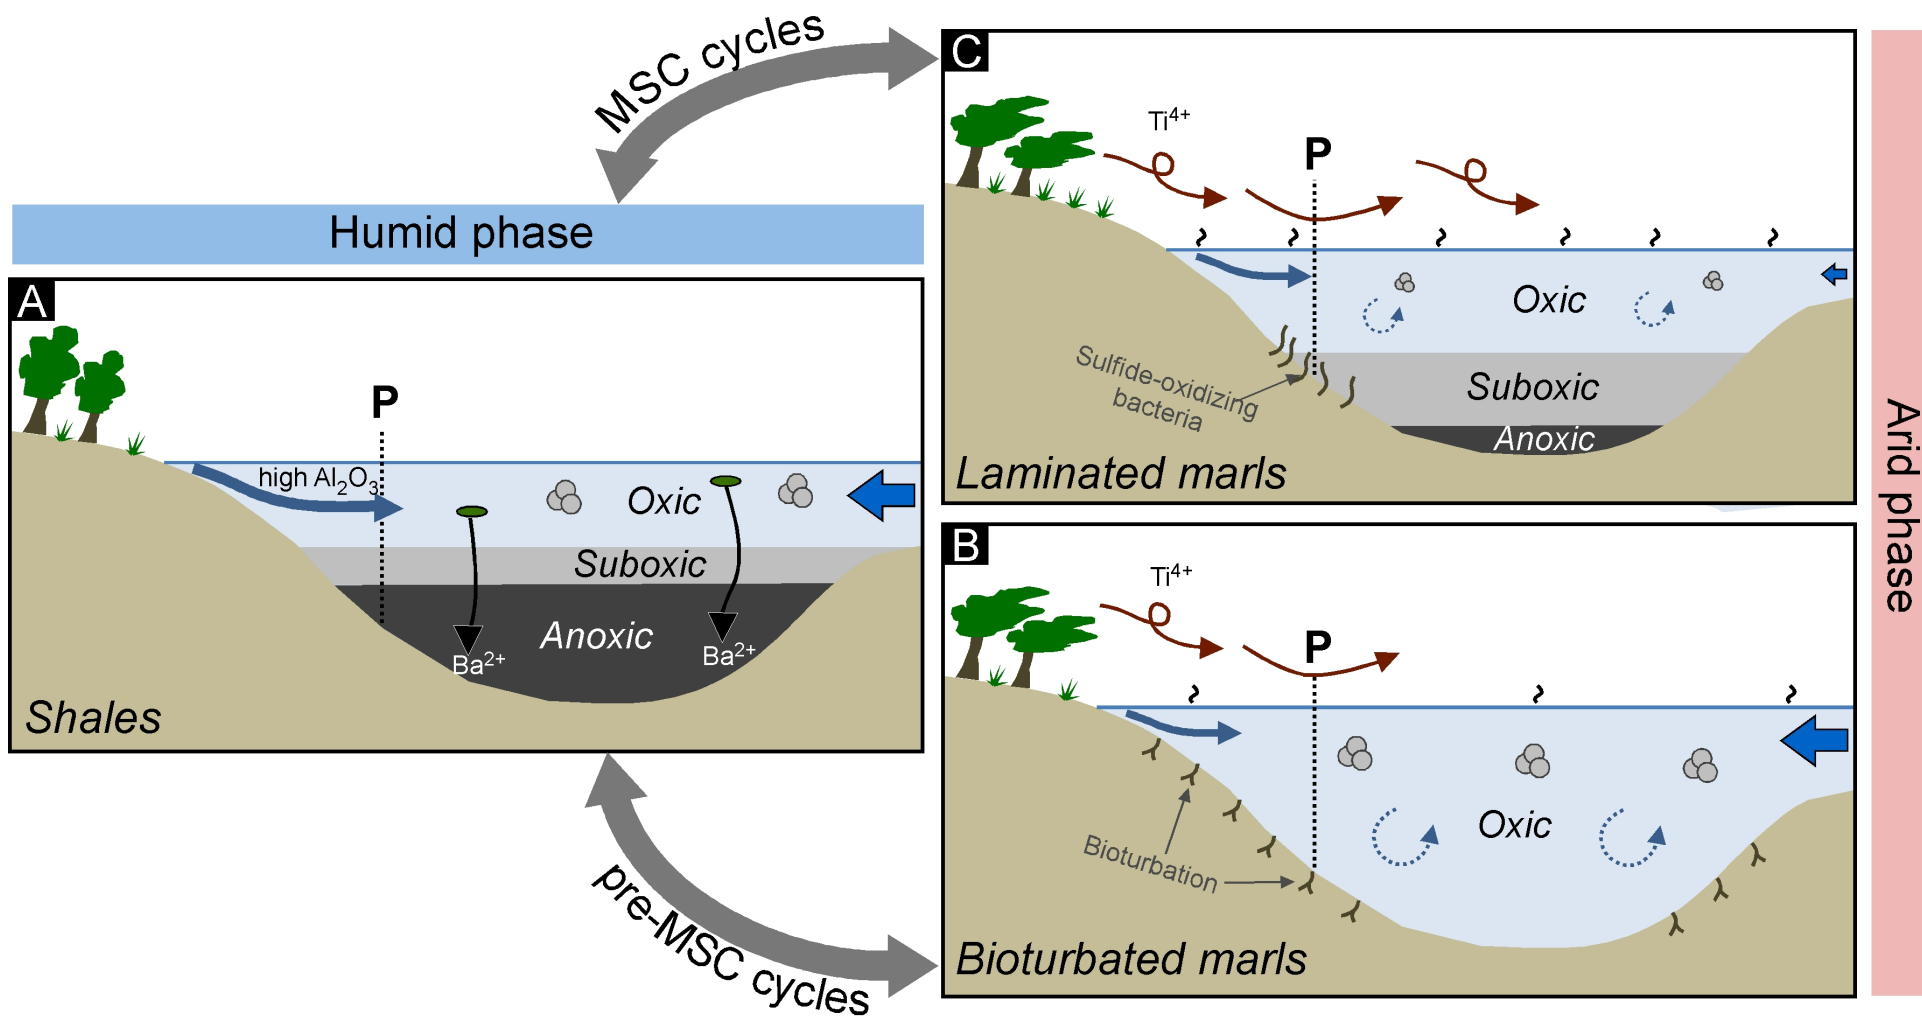 MSC cycles
Humid phase
A
P
high Al₂O₃
Oxic
Suboxic
Anoxic
Ba²⁺
Ba²⁺
Shales
pre-MSC cycles
C
Ti⁴⁺
P
Oxic
Suboxic
Anoxic
Sulfide-oxidizing
bacteria
Laminated marls
B
Ti⁴⁺
P
Oxic
Bioturbation
Bioturbated marls
Arid phase